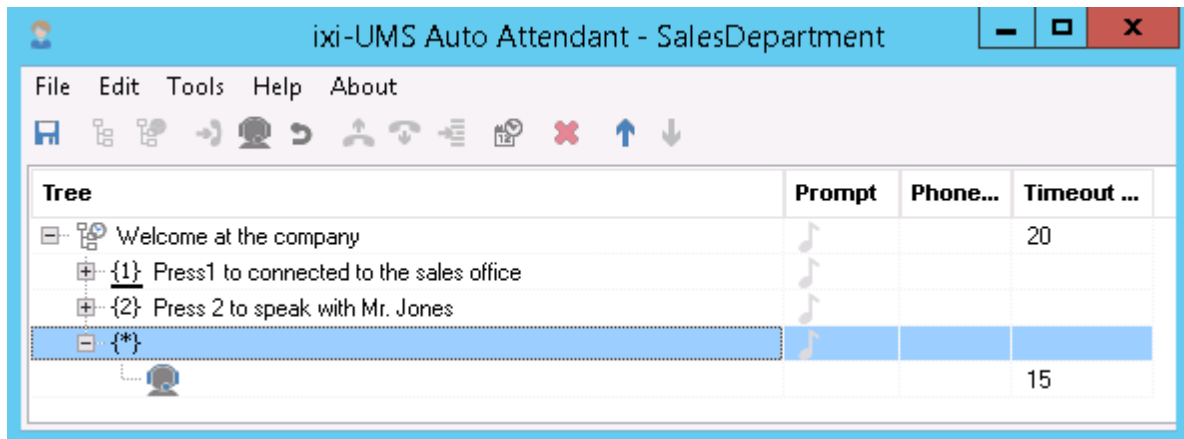 ixi-UMS Auto Attendant - SalesDepartment
File Edit Tools Help About
Tree Prompt Phone... Timeout ...
Welcome at the company 20
{1} Press1 to connected to the sales office
{2} Press 2 to speak with Mr. Jones
{*}
15